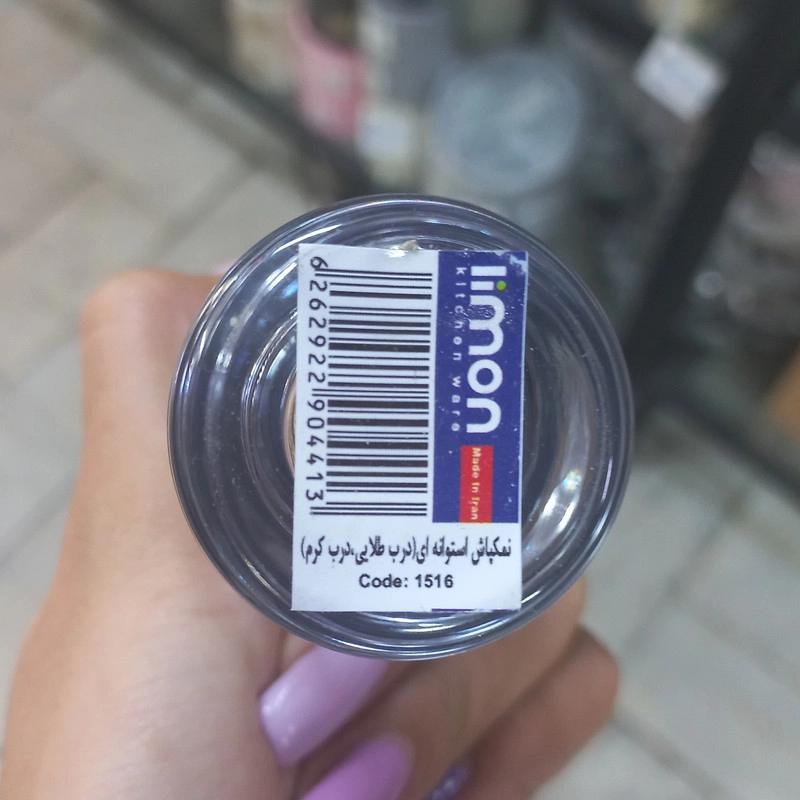 limon
kitchen ware
Made In Iran
6262922904413
نمکپاش استوانه ای(درب طلایی،درب کرم)
Code: 1516